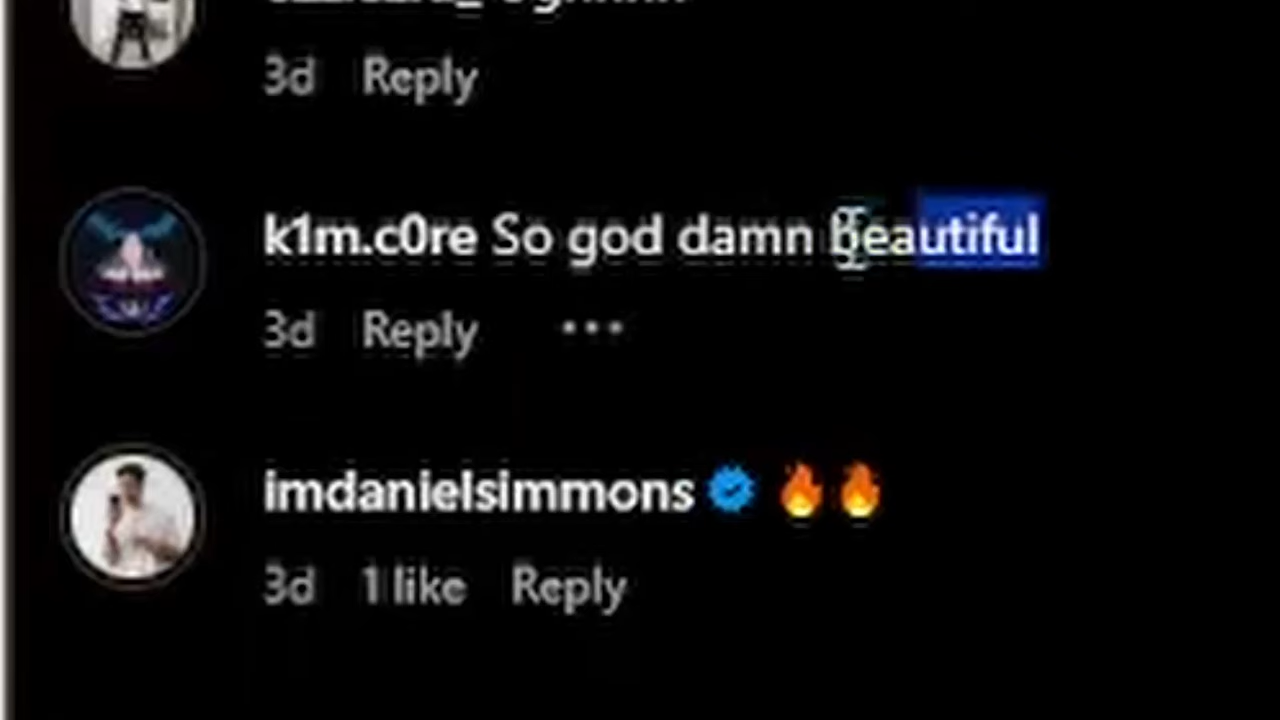 3d Reply
k1m.c0re So god damn beautiful
3d Reply •••
imdanielsimmons 🔥🔥
3d 1 like Reply